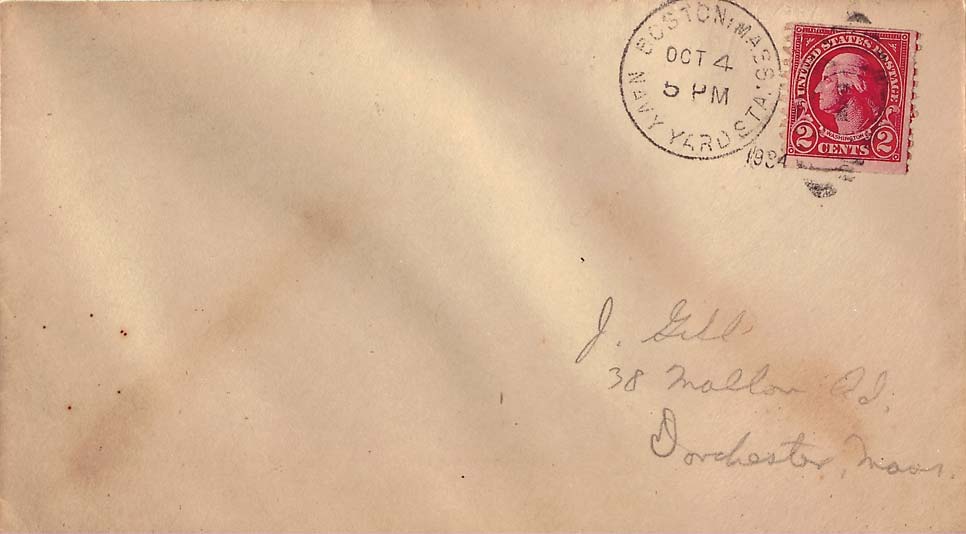 BOSTON, MASS.
OCT 4
5 PM
NAVY YARD STA.
1934
UNITED STATES POSTAGE
WASHINGTON
2 CENTS 2
J. Gill
38 Mallon Rd.
Dorchester, Mass.